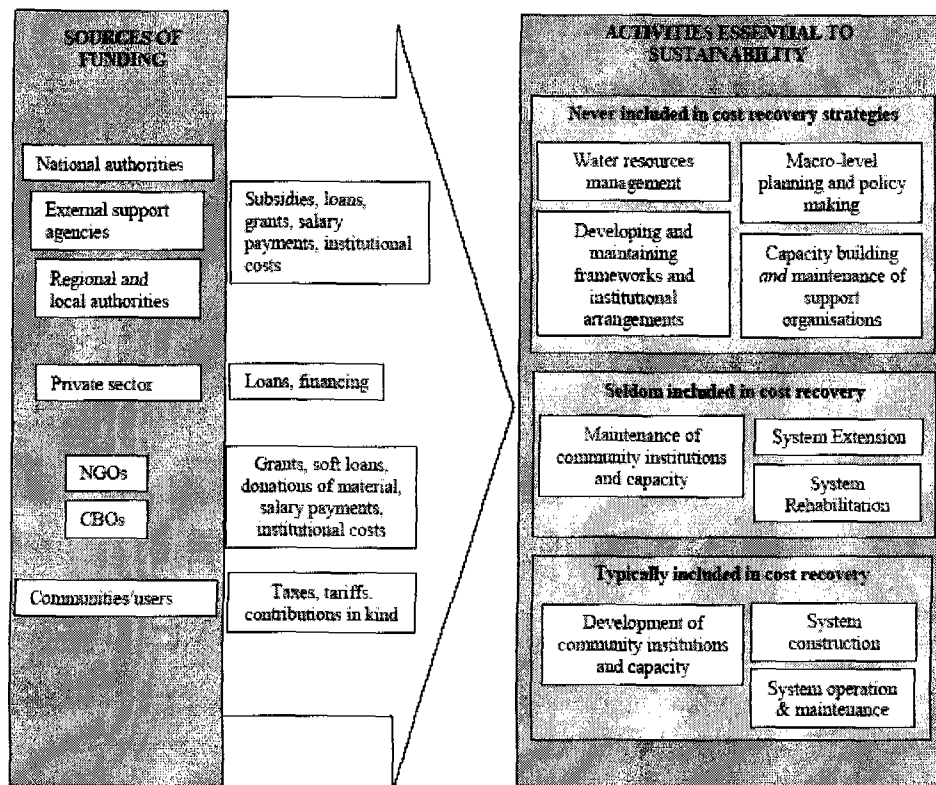 SOURCES OF
FUNDING
National authorities
External support
agencies
Regional and
local authorities
Private sector
NGOs
CBOs
Communities/users
Subsidies, loans,
grants, salary
payments, institutional
costs
Loans, financing
Grants, soft loans,
donations of material,
salary payments,
institutional costs
Taxes, tariffs.
contributions in kind
ACTIVITIES ESSENTIAL TO
SUSTAINABILITY
Never included in cost recovery strategies
Water resources
management
Macro-level
planning and policy
making
Developing and
maintaining
frameworks and
institutional
arrangements
Capacity building
and maintenance of
support
organisations
Seldom included in cost recovery
Maintenance of
community institutions
and capacity
System Extension
System
Rehabilitation
Typically included in cost recovery
Development of
community institutions
and capacity
System
construction
System operation
& maintenance